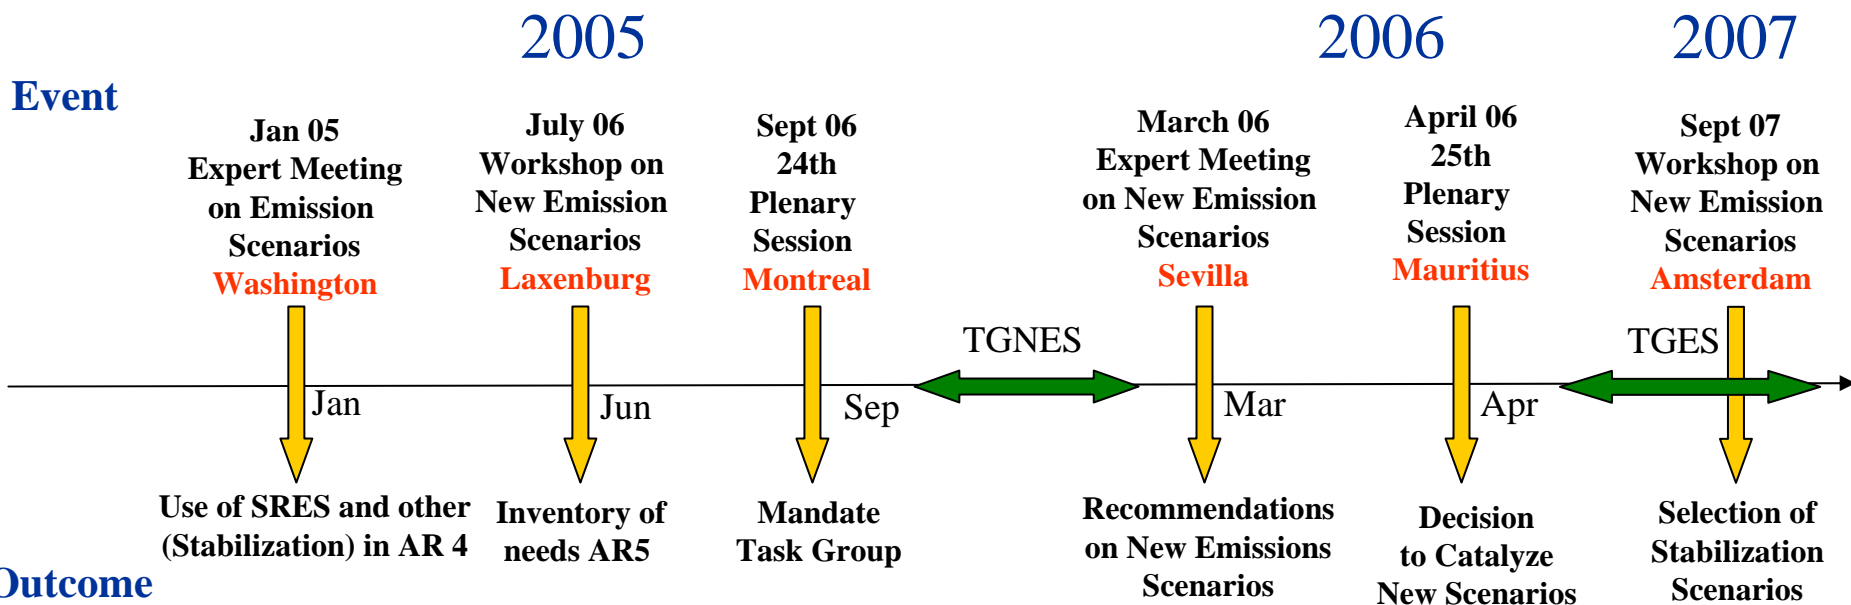 2005
2006
2007
Event
Jan 05
Expert Meeting
on Emission
Scenarios
Washington
July 06
Workshop on
New Emission
Scenarios
Laxenburg
Sept 06
24th
Plenary
Session
Montreal
March 06
Expert Meeting
on New Emission
Scenarios
Sevilla
April 06
25th
Plenary
Session
Mauritius
Sept 07
Workshop on
New Emission
Scenarios
Amsterdam
TGNES
TGES
Jan
Jun
Sep
Mar
Apr
Use of SRES and other
(Stabilization) in AR 4
Inventory of
needs AR5
Mandate
Task Group
Recommendations
on New Emissions
Scenarios
Decision
to Catalyze
New Scenarios
Selection of
Stabilization
Scenarios
Outcome